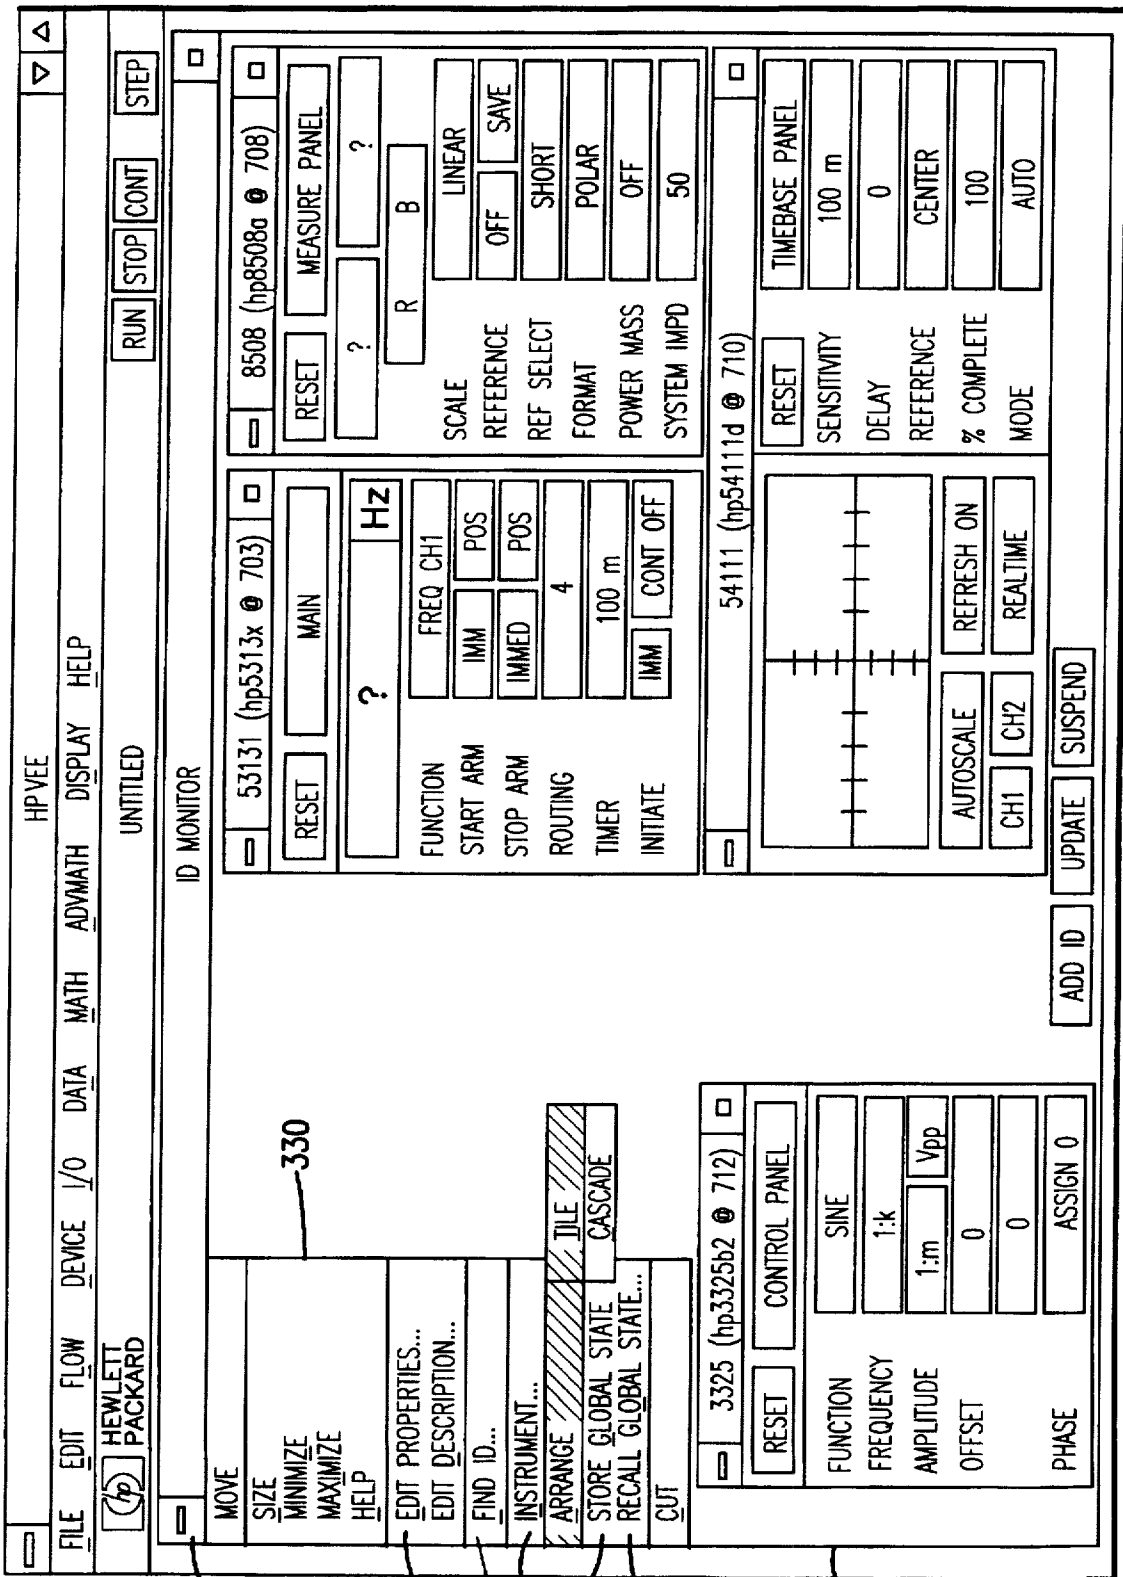 HPVEE
FILE EDIT FLOW DEVICE I/O DATA MATH ADVMATH DISPLAY HELP
hp HEWLETT PACKARD
UNTITLED
RUN STOP CONT STEP
ID MONITOR
MOVE
SIZE
MINIMIZE
MAXIMIZE
HELP
EDIT PROPERTIES...
EDIT DESCRIPTION...
FIND ID...
INSTRUMENT...
ARRANGE
TILE
STORE GLOBAL STATE
CASCADE
RECALL GLOBAL STATE...
CUT
330
53131 (hp5313x @ 703)
RESET MAIN
? Hz
FUNCTION FREQ CH1
START ARM IMM POS
STOP ARM IMMED POS
ROUTING 4
TIMER 100 m
INITIATE IMM CONT OFF
8508 (hp8508a @ 708)
RESET MEASURE PANEL
? ?
R B
SCALE LINEAR
REFERENCE OFF SAVE
REF SELECT SHORT
FORMAT POLAR
POWER MASS OFF
SYSTEM IMPD 50
3325 (hp3325b2 @ 712)
RESET CONTROL PANEL
FUNCTION SINE
FREQUENCY 1:k
AMPLITUDE 1:m Vpp
OFFSET 0
0
PHASE ASSIGN 0
54111 (hp54111d @ 710)
AUTOSCALE REFRESH ON
CH1 CH2 REALTIME
RESET TIMEBASE PANEL
SENSITIVITY 100 m
DELAY 0
REFERENCE CENTER
% COMPLETE 100
MODE AUTO
ADD ID UPDATE SUSPEND